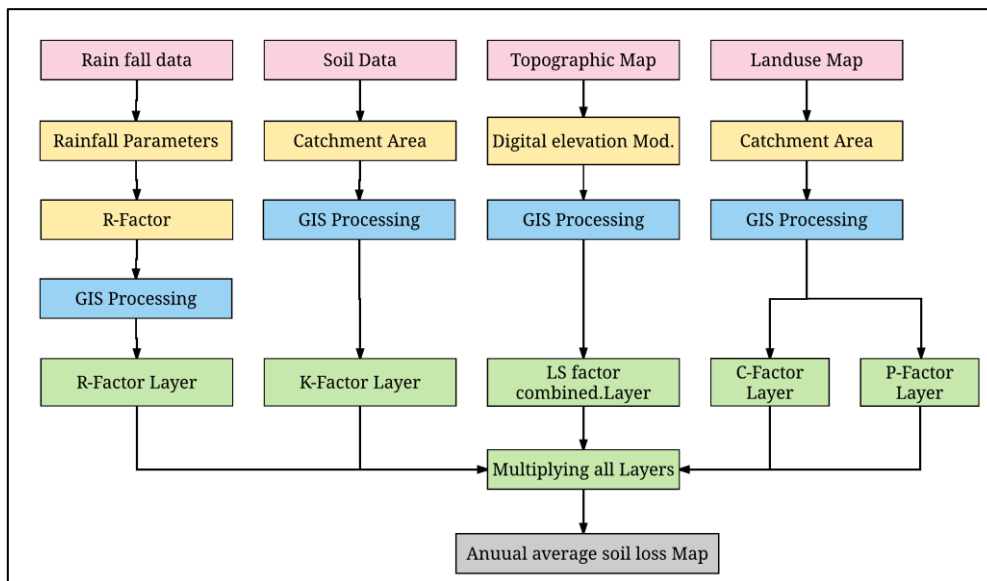 Rain fall data
Soil Data
Topographic Map
Landuse Map
Rainfall Parameters
Catchment Area
Digital elevation Mod.
Catchment Area
R-Factor
GIS Processing
GIS Processing
GIS Processing
GIS Processing
R-Factor Layer
K-Factor Layer
LS factor
combined.Layer
C-Factor
Layer
P-Factor
Layer
Multiplying all Layers
Anuual average soil loss Map